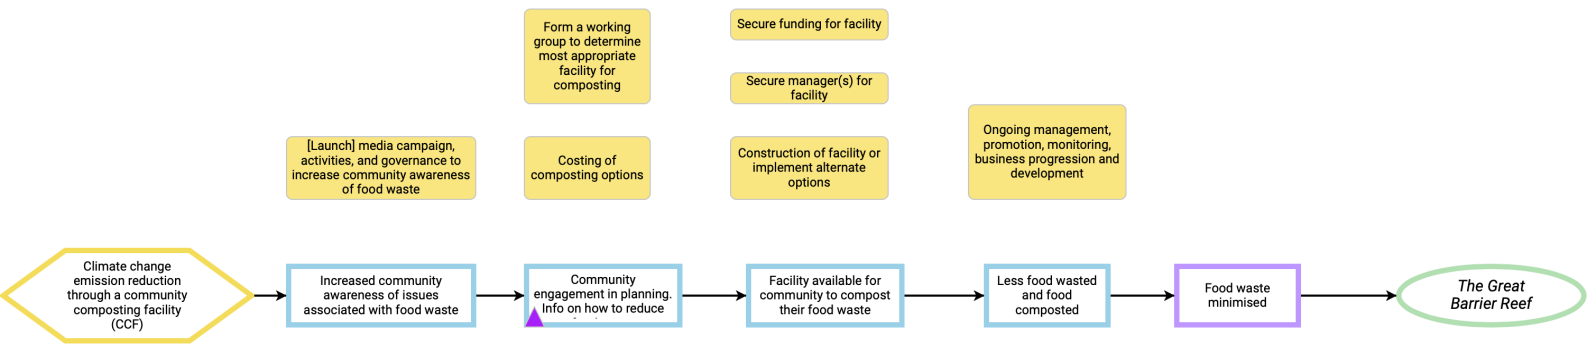 Form a working
group to determine
most appropriate
facility for
composting
Secure funding for facility
Secure manager(s) for
facility
[Launch] media campaign,
activities, and governance to
increase community awareness
of food waste
Costing of
composting options
Construction of facility or
implement alternate
options
Ongoing management,
promotion, monitoring,
business progression and
development
Climate change
emission reduction
through a community
composting facility
(CCF)
Increased community
awareness of issues
associated with food waste
Community
engagement in planning.
Info on how to reduce
Facility available for
community to compost
their food waste
Less food wasted
and food
composted
Food waste
minimised
The Great
Barrier Reef